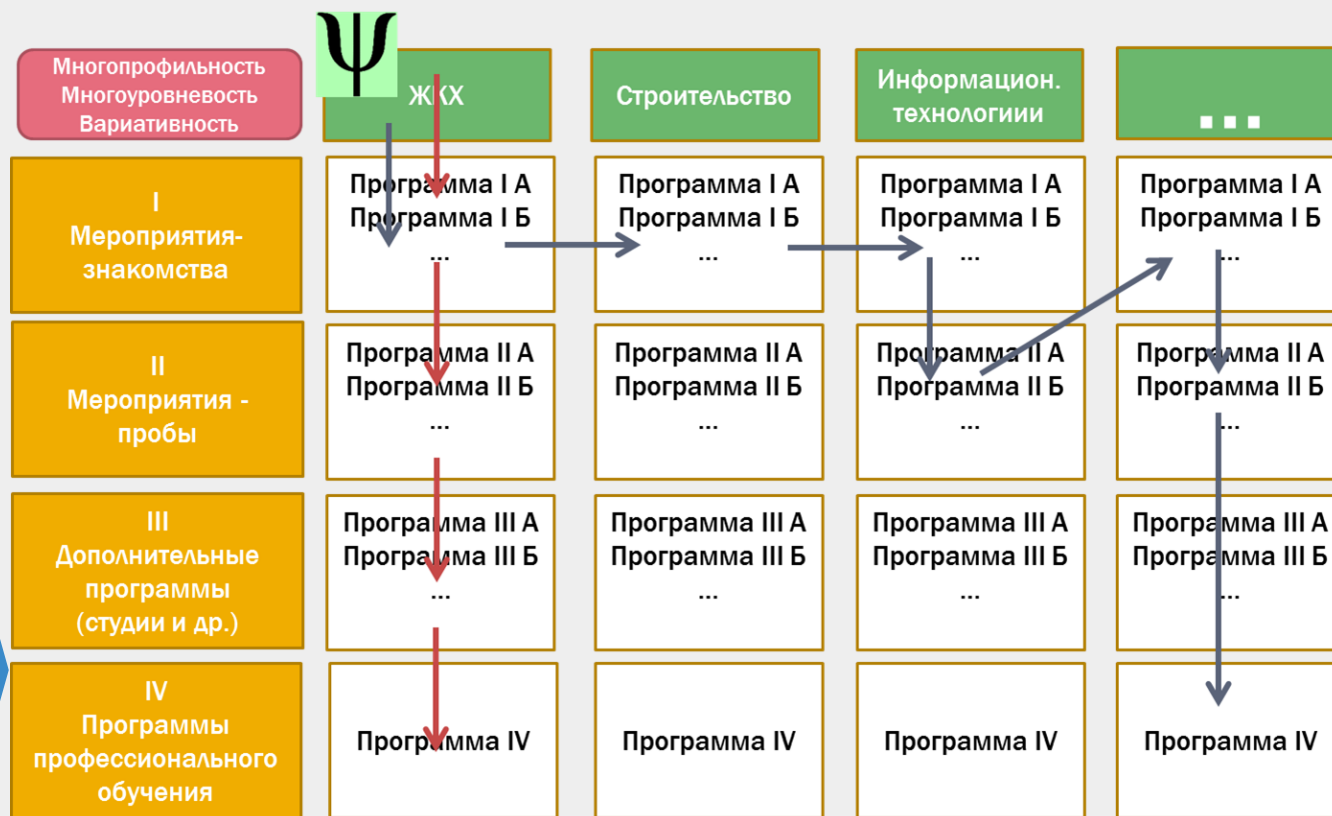 Многопрофильность
Многоуровневость
Вариативность
Ψ
ЖКХ
Строительство
Информацион.
технологиии
...
I
Мероприятия-
знакомства
Программа I А
Программа I Б
...
Программа I А
Программа I Б
...
Программа I А
Программа I Б
...
Программа I А
Программа I Б
...
II
Мероприятия -
пробы
Программа II А
Программа II Б
...
Программа II А
Программа II Б
...
Программа II А
Программа II Б
...
Программа II А
Программа II Б
...
III
Дополнительные
программы
(студии и др.)
Программа III А
Программа III Б
...
Программа III А
Программа III Б
...
Программа III А
Программа III Б
...
Программа III А
Программа III Б
...
IV
Программы
профессионального
обучения
Программа IV
Программа IV
Программа IV
Программа IV